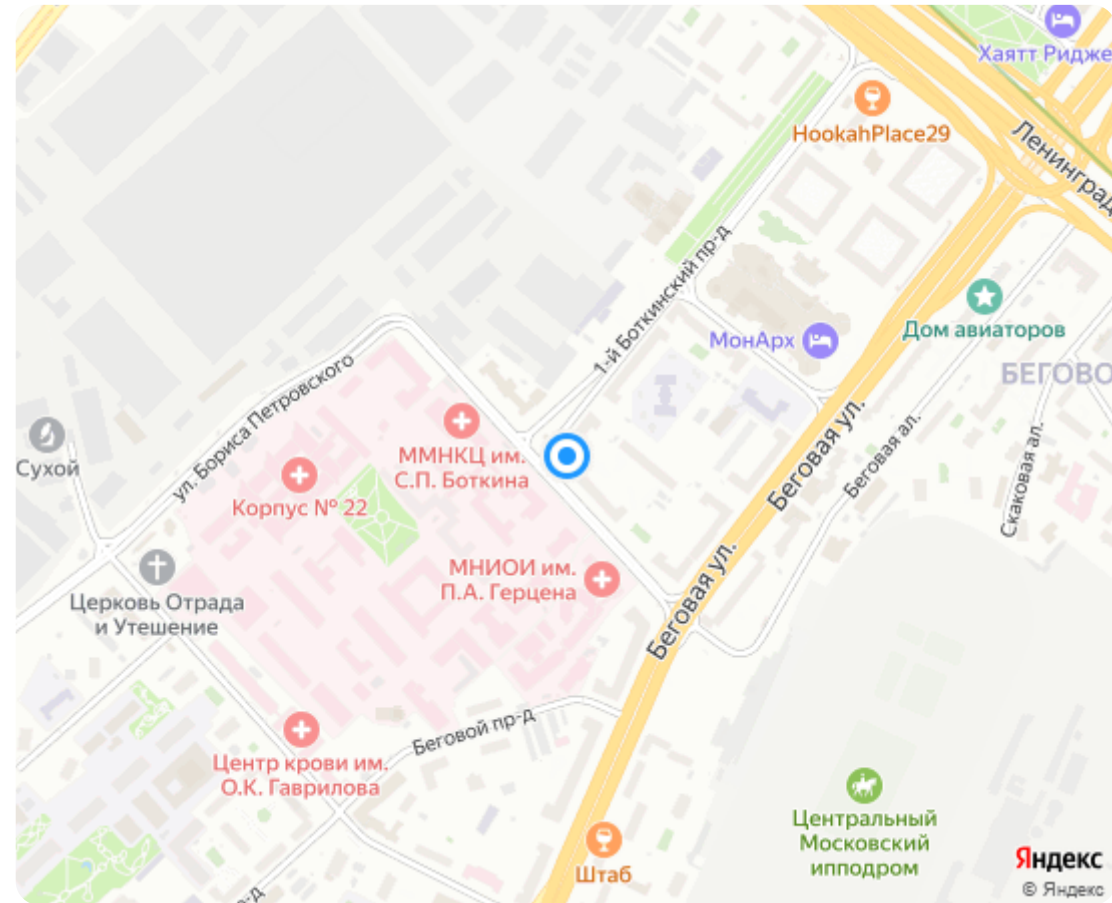 Хаятт Ридже
HookahPlace29
Ленинград
1-й Боткинский пр-д
Дом авиаторов
МонАрх
БЕГОВО
ул. Бориса Петровского
Беговая ул.
Беговая ал.
Скаковая ал.
Сухой
ММНКЦ им.
С.П. Боткина
Корпус № 22
МНИОИ им.
П.А. Герцена
Беговая ул.
Церковь Отрада
и Утешение
Беговой пр-д
Центр крови им.
О.К. Гаврилова
Центральный
Московский
ипподром
Штаб
Яндекс
© Яндекс